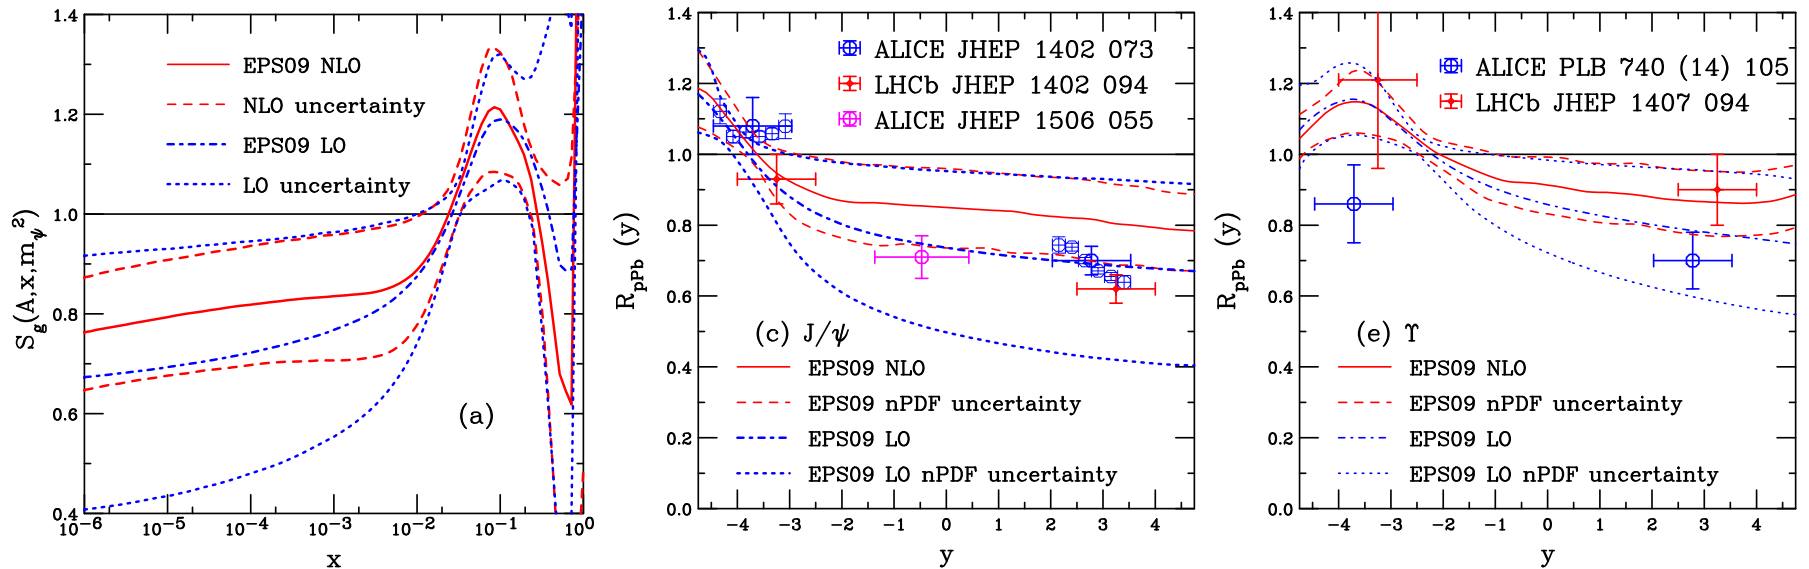 1.4
1.2
1.0
0.8
0.6
0.4
S_g(A,x,m_ψ^2)
EPS09 NLO
NLO uncertainty
EPS09 LO
LO uncertainty
(a)
10^-6 10^-5 10^-4 10^-3 10^-2 10^-1 10^0
x
1.4
1.2
1.0
0.8
0.6
0.4
0.2
0.0
R_pPb (y)
ALICE JHEP 1402 073
LHCb JHEP 1402 094
ALICE JHEP 1506 055
(c) J/ψ
EPS09 NLO
EPS09 nPDF uncertainty
EPS09 LO
EPS09 LO nPDF uncertainty
-4 -3 -2 -1 0 1 2 3 4
y
1.4
1.2
1.0
0.8
0.6
0.4
0.2
0.0
R_pPb (y)
ALICE PLB 740 (14) 105
LHCb JHEP 1407 094
(e) ϒ
EPS09 NLO
EPS09 nPDF uncertainty
EPS09 LO
EPS09 LO nPDF uncertainty
-4 -3 -2 -1 0 1 2 3 4
y